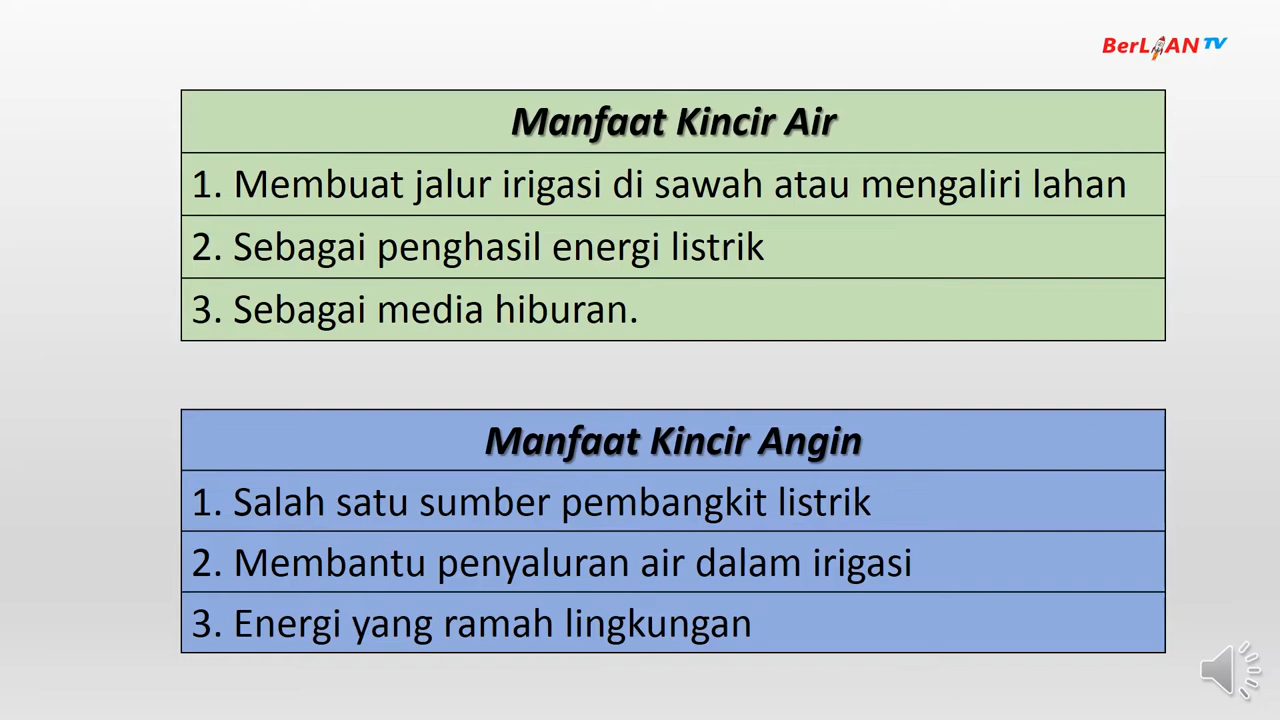 BerLIAN TV
Manfaat Kincir Air
1. Membuat jalur irigasi di sawah atau mengaliri lahan
2. Sebagai penghasil energi listrik
3. Sebagai media hiburan.
Manfaat Kincir Angin
1. Salah satu sumber pembangkit listrik
2. Membantu penyaluran air dalam irigasi
3. Energi yang ramah lingkungan